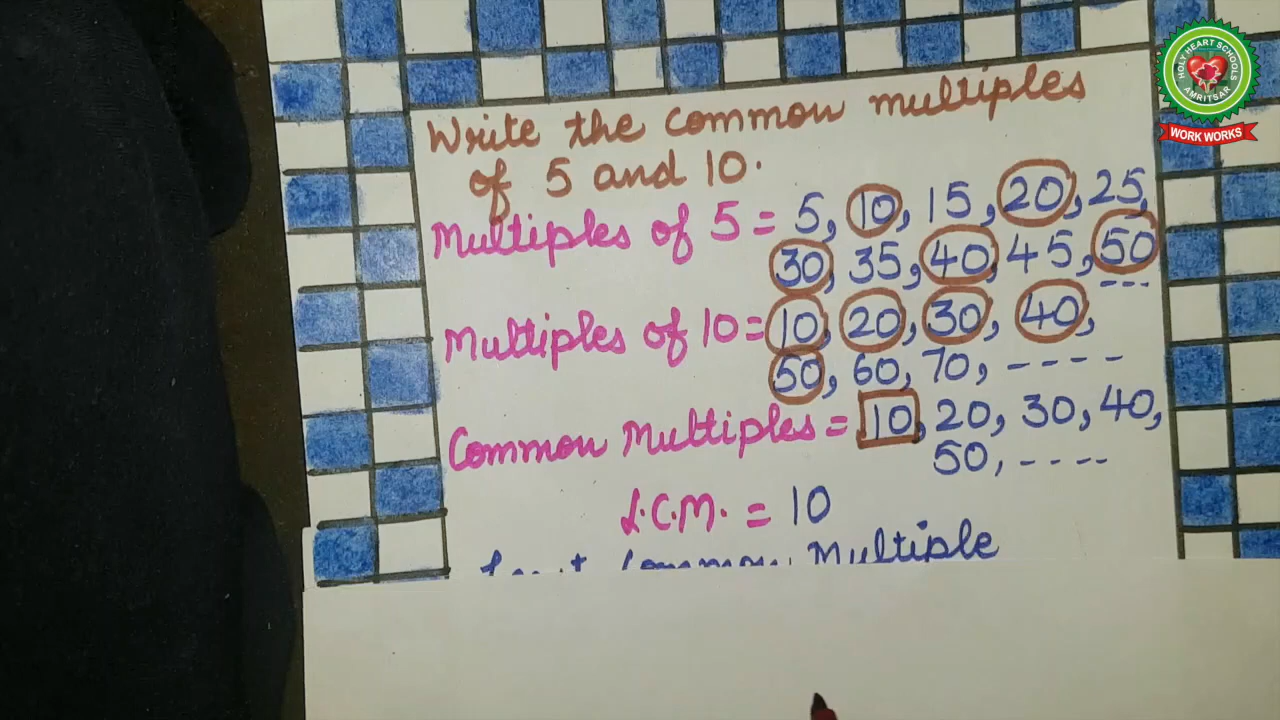 Write the common multiples
of 5 and 10.
Multiples of 5 = 5, 10, 15, 20, 25,
30, 35, 40, 45, 50
---
Multiples of 10 = 10, 20, 30, 40,
50, 60, 70, ----
Common Multiples = 10, 20, 30, 40,
50, ----
L.C.M. = 10
Common Multiple
HOLY HEART SCHOOLS
AMRITSAR
WORK WORKS